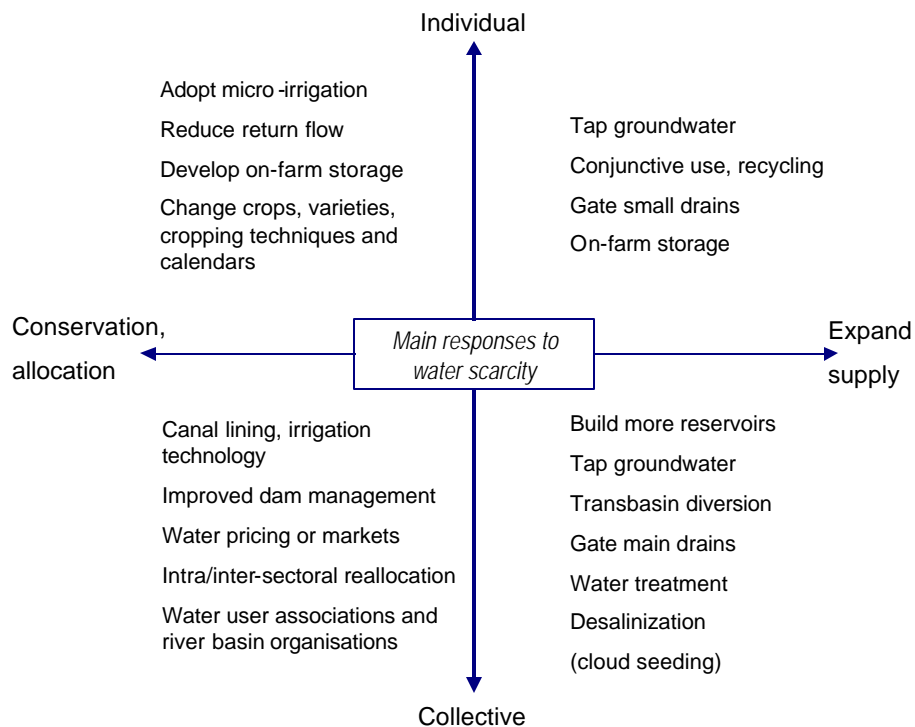 Individual
Adopt micro-irrigation
Reduce return flow
Develop on-farm storage
Change crops, varieties,
cropping techniques and
calendars
Tap groundwater
Conjunctive use, recycling
Gate small drains
On-farm storage
Conservation,
allocation
Main responses to
water scarcity
Expand
supply
Canal lining, irrigation
technology
Improved dam management
Water pricing or markets
Intra/inter-sectoral reallocation
Water user associations and
river basin organisations
Build more reservoirs
Tap groundwater
Transbasin diversion
Gate main drains
Water treatment
Desalinization
(cloud seeding)
Collective